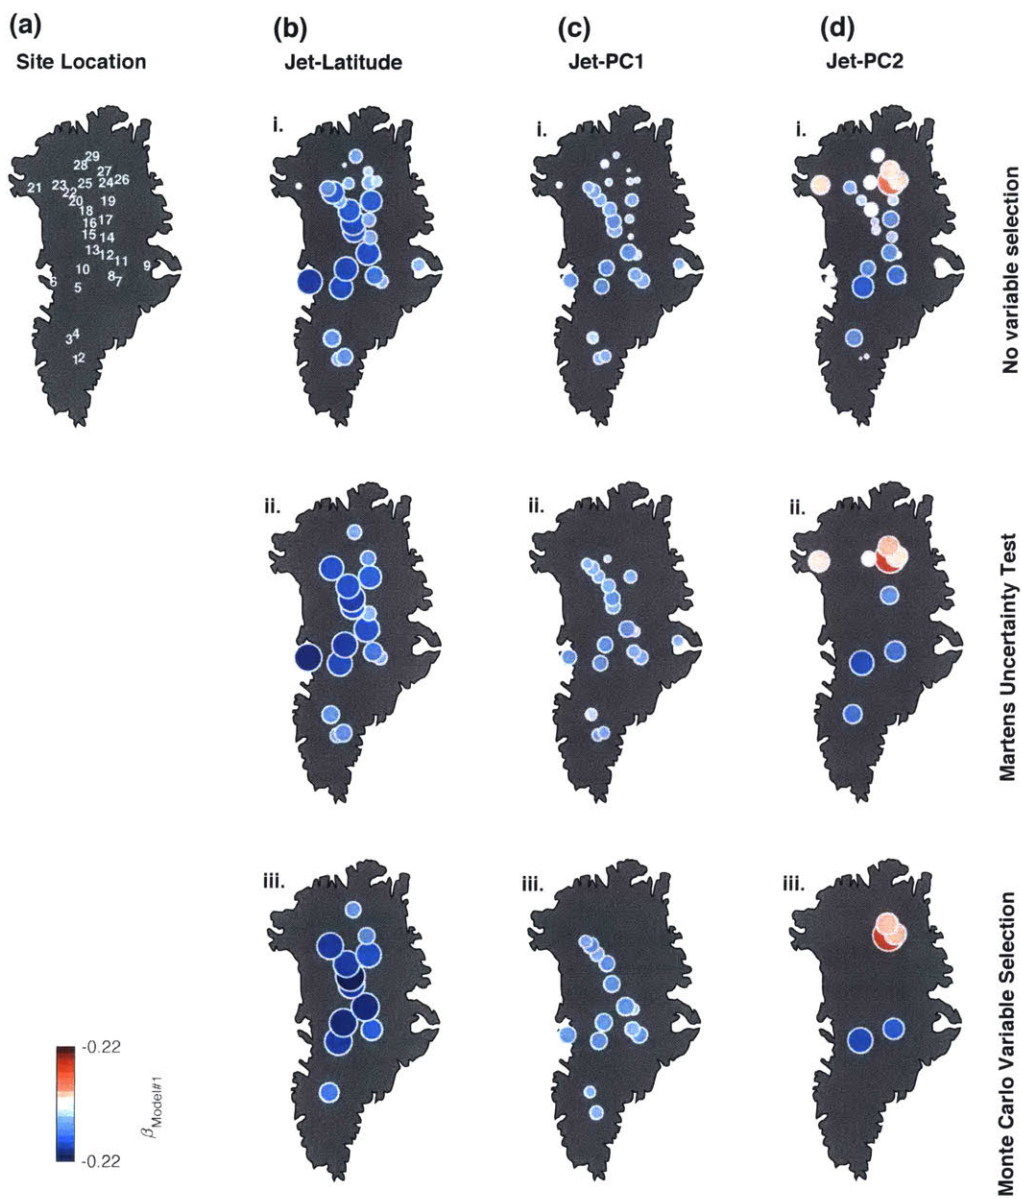 (a) (b) (c) (d)
Site Location Jet-Latitude Jet-PC1 Jet-PC2
i. i. i.
29
28
27
21 23 25 24 26
22
20 19
18
16 17
15 14
13
12
11
10 9
6 8 7
5
4
3
1 2
No variable selection
ii. ii. ii.
Martens Uncertainty Test
iii. iii. iii.
Monte Carlo Variable Selection
-0.22
-0.22
βModel#1